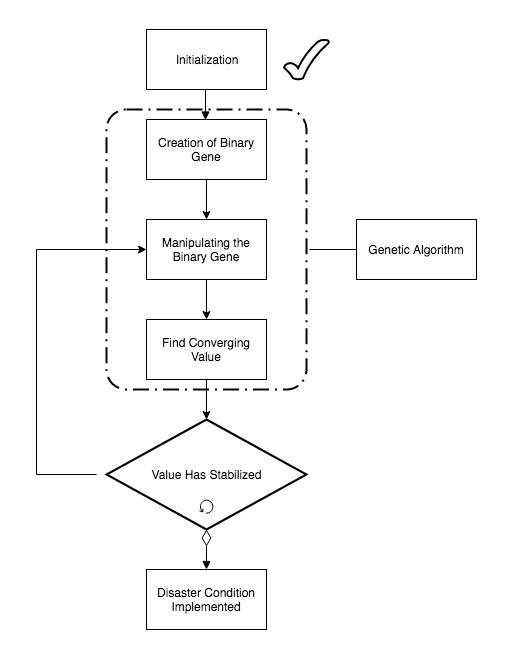 Initialization
Creation of Binary
Gene
Manipulating the
Binary Gene
Genetic Algorithm
Find Converging
Value
Value Has Stabilized
Disaster Condition
Implemented